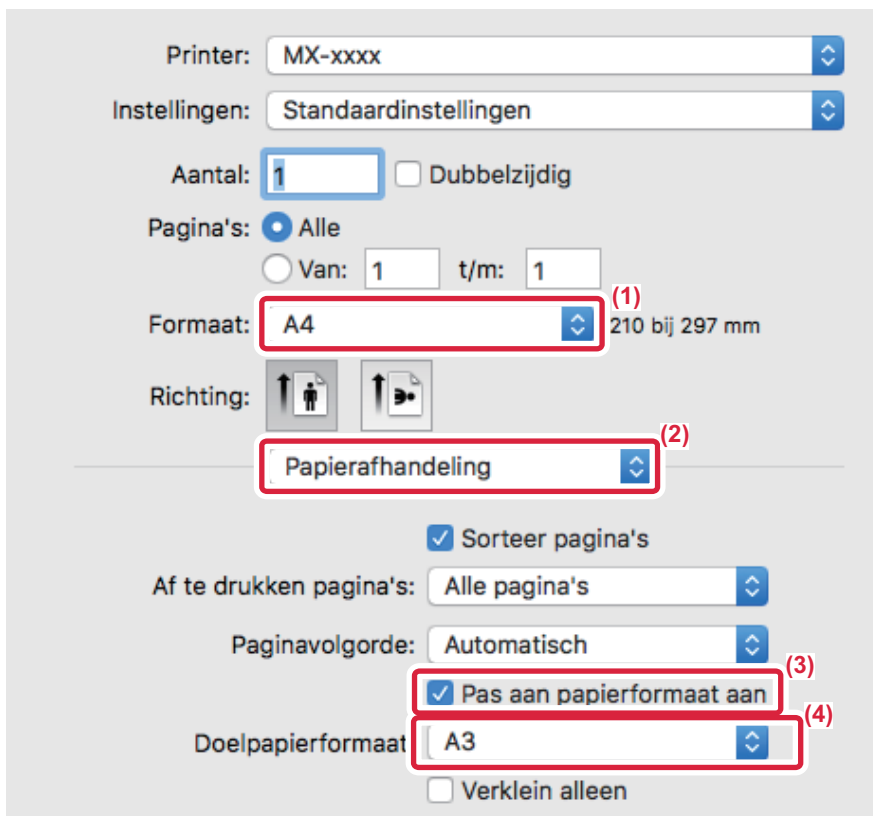 Printer: MX-xxxx
Instellingen: Standaardinstellingen
Aantal: 1 Dubbelzijdig
Pagina's: Alle
Van: 1 t/m: 1
(1)
Formaat: A4 210 bij 297 mm
Richting:
(2)
Papierafhandeling
Sorteer pagina's
Af te drukken pagina's: Alle pagina's
Paginavolgorde: Automatisch
(3)
Pas aan papierformaat aan
(4)
Doelpapierformaat A3
Verklein alleen